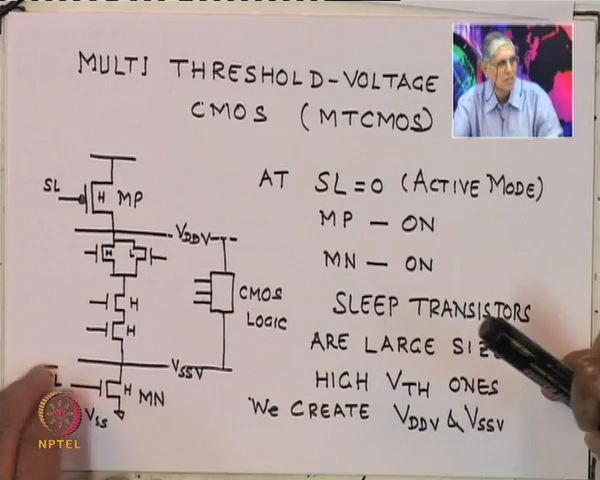 MULTI THRESHOLD-VOLTAGE
CMOS (MTCMOS)
AT SL=0 (ACTIVE MODE)
MP — ON
MN — ON
SLEEP TRANSISTORS
ARE LARGE
HIGH VTH ONES
WE CREATE VDDV & VSSV
SL
H MP
VDDV
H L
H
H
CMOS
LOGIC
VSSV
H MN
VSS
NPTEL